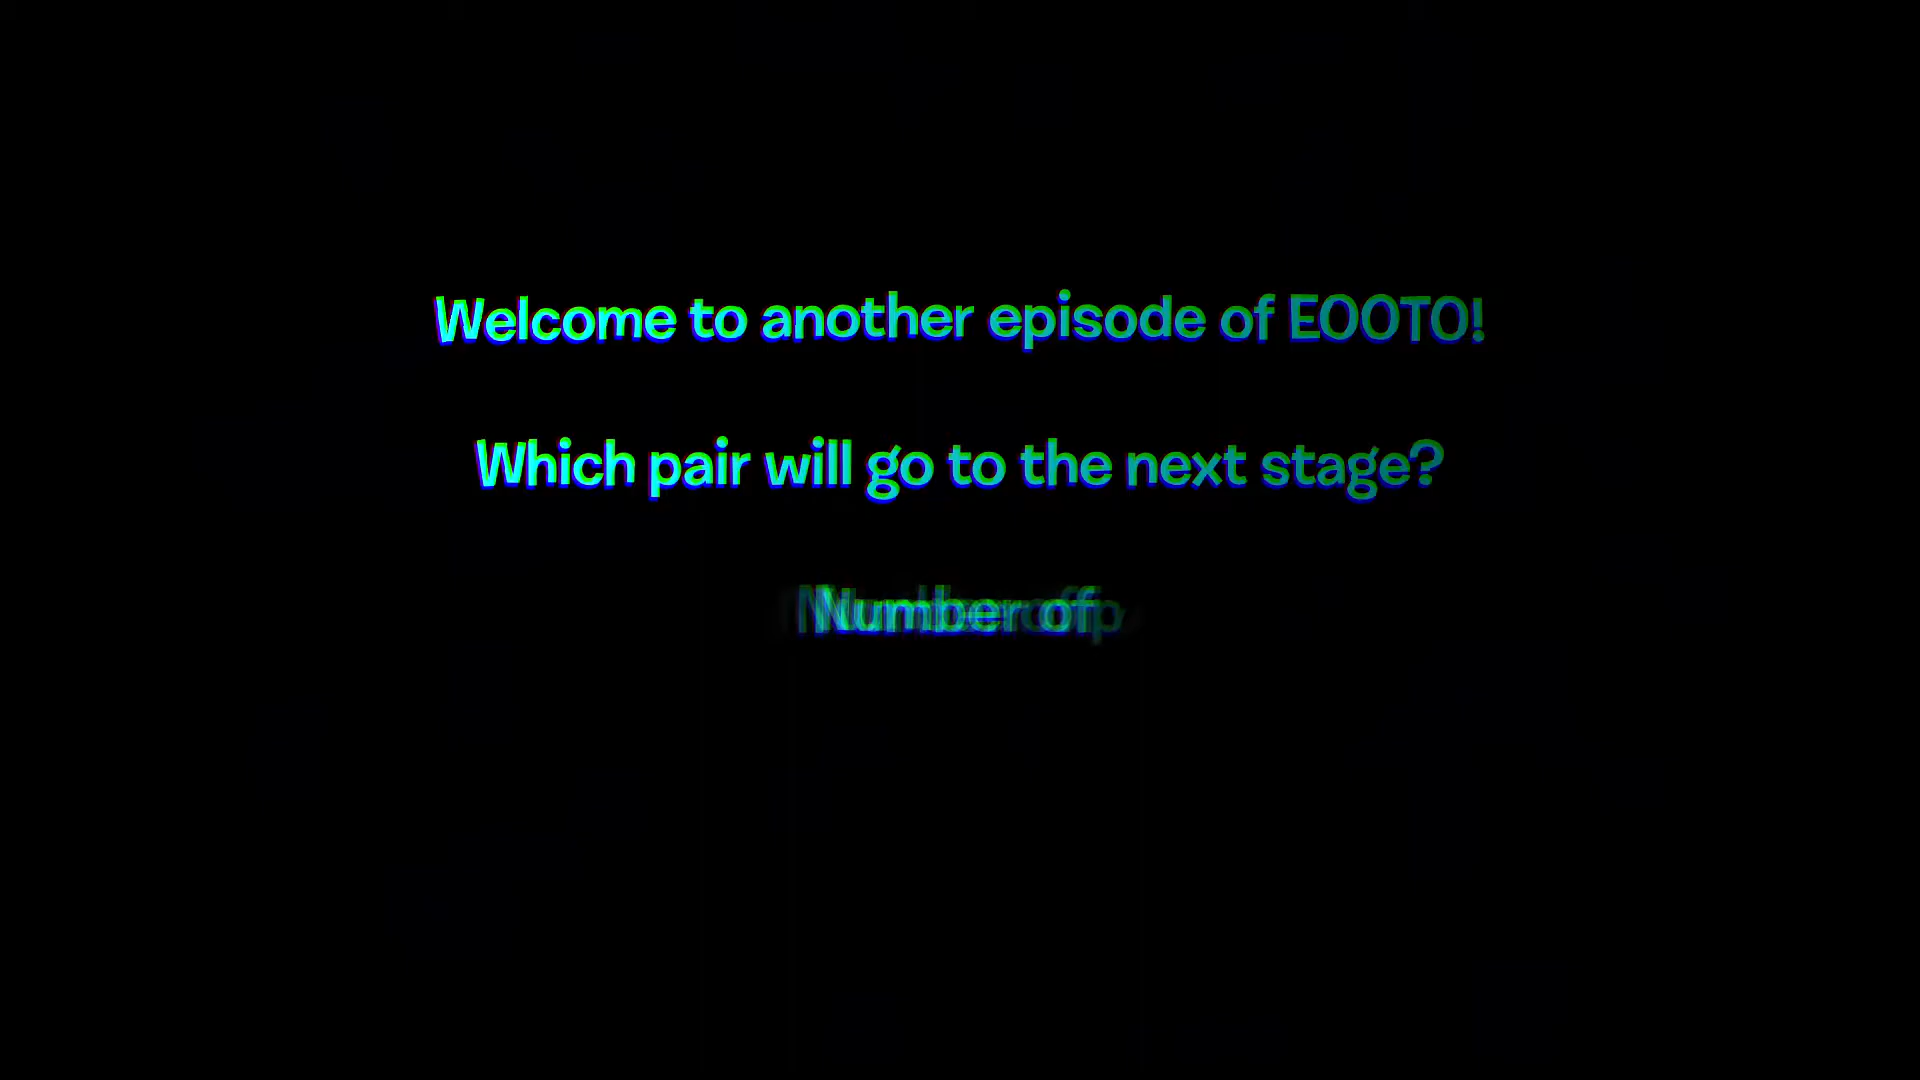 Welcome to another episode of EOOTO!
Which pair will go to the next stage?
Number of